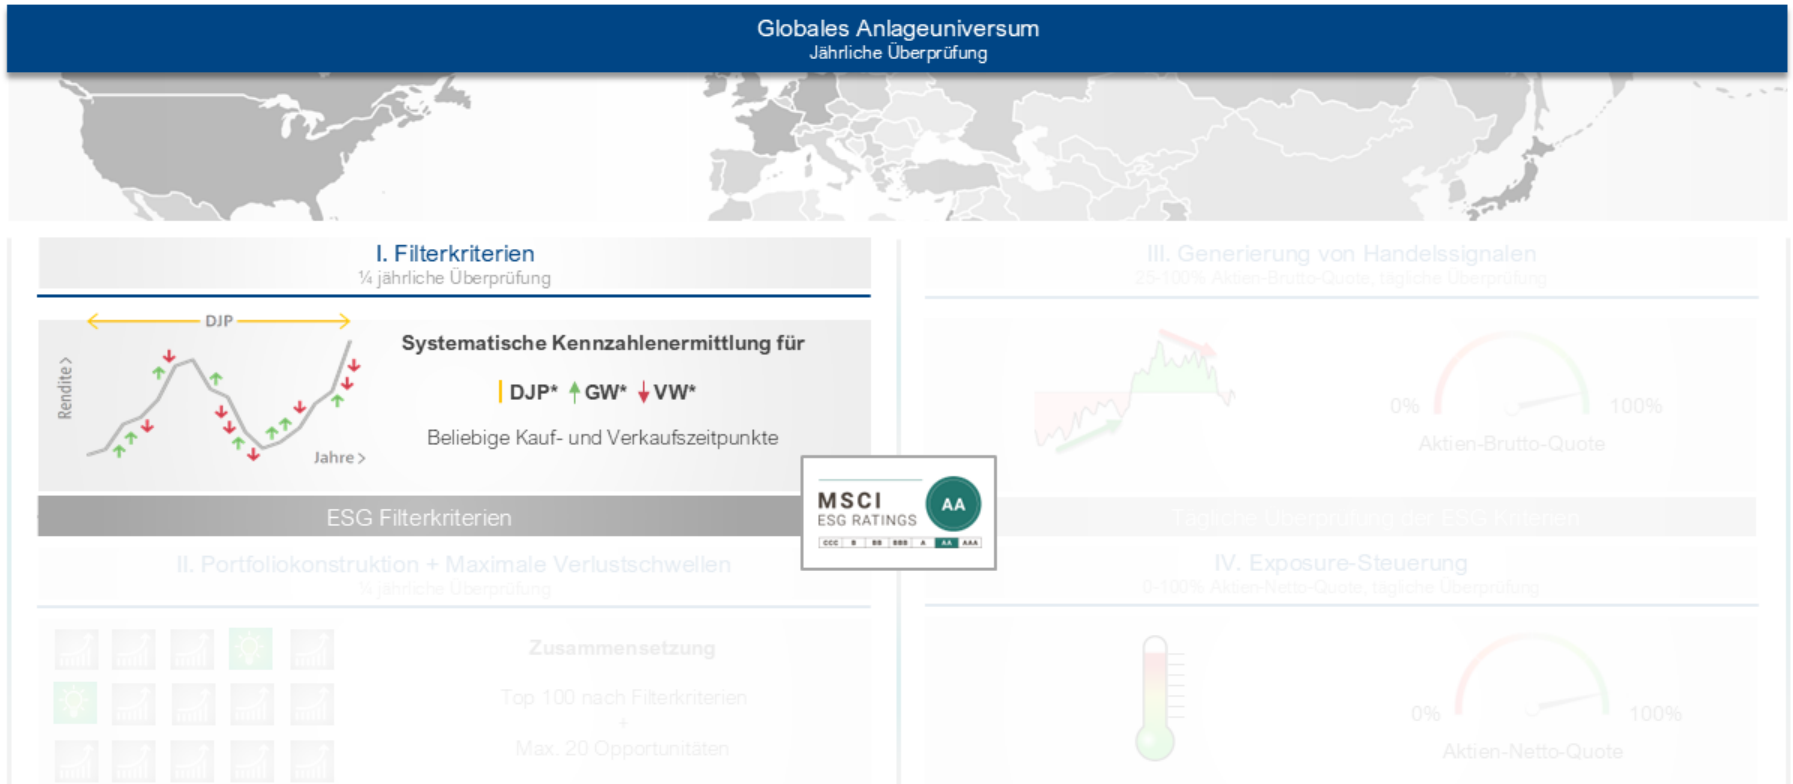 Globales Anlageuniversum
Jährliche Überprüfung
I. Filterkriterien
¼ jährliche Überprüfung
DJP
Rendite >
Jahre >
Systematische Kennzahlenermittlung für
DJP* GW* VW*
Beliebige Kauf- und Verkaufszeitpunkte
ESG Filterkriterien
MSCI
ESG RATINGS
AA
CCC B BB BBB A AA AAA
II. Portfoliokonstruktion + Maximale Verlustschwellen
¼ jährliche Überprüfung
Zusammensetzung
Top 100 nach Filterkriterien
+
Max. 20 Opportunitäten
III. Generierung von Handelssignalen
25-100% Aktien-Brutto-Quote, tägliche Überprüfung
0%
100%
Aktien-Brutto-Quote
Tägliche Überprüfung der ESG Kriterien
IV. Exposure-Steuerung
0-100% Aktien-Netto-Quote, tägliche Überprüfung
0%
100%
Aktien-Netto-Quote